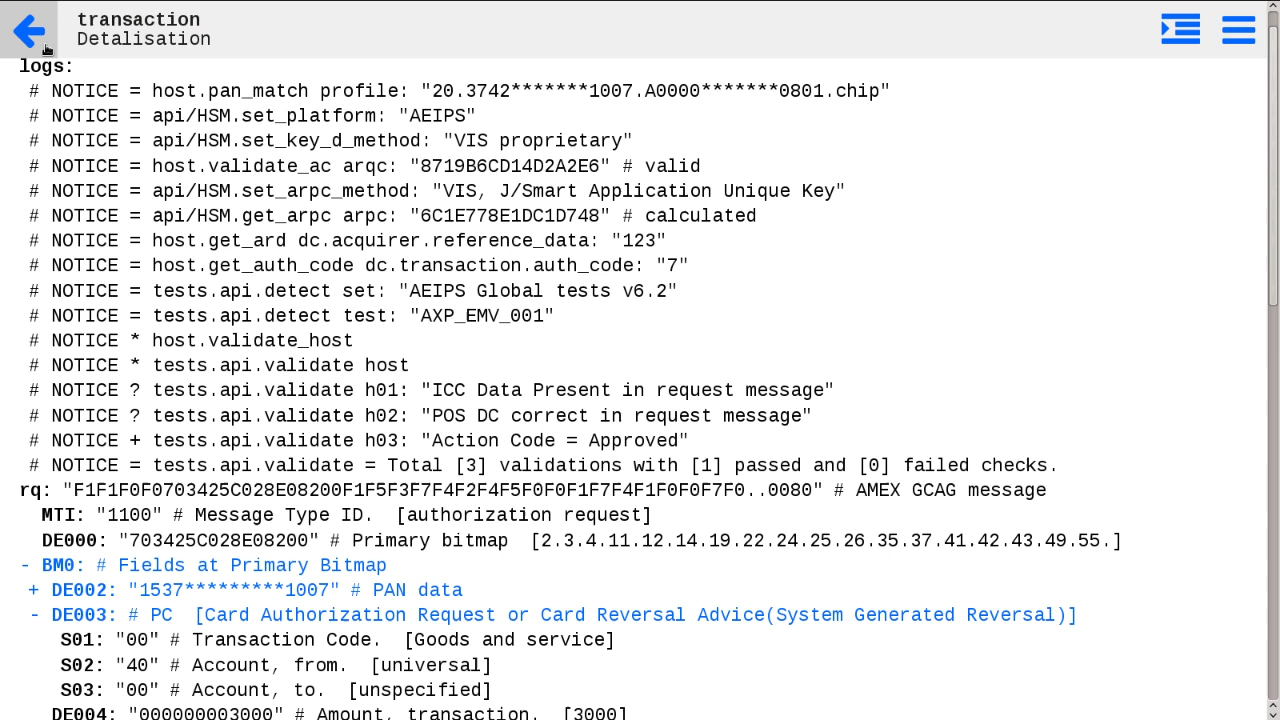 transaction
Detalisation
logs:
# NOTICE = host.pan_match profile: "20.3742*******1007.A0000*******0801.chip"
# NOTICE = api/HSM.set_platform: "AEIPS"
# NOTICE = api/HSM.set_key_d_method: "VIS proprietary"
# NOTICE = host.validate_ac arqc: "8719B6CD14D2A2E6" # valid
# NOTICE = api/HSM.set_arpc_method: "VIS, J/Smart Application Unique Key"
# NOTICE = api/HSM.get_arpc arpc: "6C1E778E1DC1D748" # calculated
# NOTICE = host.get_ard dc.acquirer.reference_data: "123"
# NOTICE = host.get_auth_code dc.transaction.auth_code: "7"
# NOTICE = tests.api.detect set: "AEIPS Global tests v6.2"
# NOTICE = tests.api.detect test: "AXP_EMV_001"
# NOTICE * host.validate_host
# NOTICE * tests.api.validate host
# NOTICE ? tests.api.validate h01: "ICC Data Present in request message"
# NOTICE ? tests.api.validate h02: "POS DC correct in request message"
# NOTICE + tests.api.validate h03: "Action Code = Approved"
# NOTICE = tests.api.validate = Total [3] validations with [1] passed and [0] failed checks.
rq: "F1F1F0F0703425C028E08200F1F5F3F7F4F2F4F5F0F0F1F7F4F1F0F0F7F0..0080" # AMEX GCAG message
MTI: "1100" # Message Type ID.  [authorization request]
DE000: "703425C028E08200" # Primary bitmap  [2.3.4.11.12.14.19.22.24.25.26.35.37.41.42.43.49.55.]
- BM0: # Fields at Primary Bitmap
+ DE002: "1537*********1007" # PAN data
- DE003: # PC  [Card Authorization Request or Card Reversal Advice(System Generated Reversal)]
S01: "00" # Transaction Code.  [Goods and service]
S02: "40" # Account, from.  [universal]
S03: "00" # Account, to.  [unspecified]
DE004: "000000003000" # Amount, transaction.  [3000]